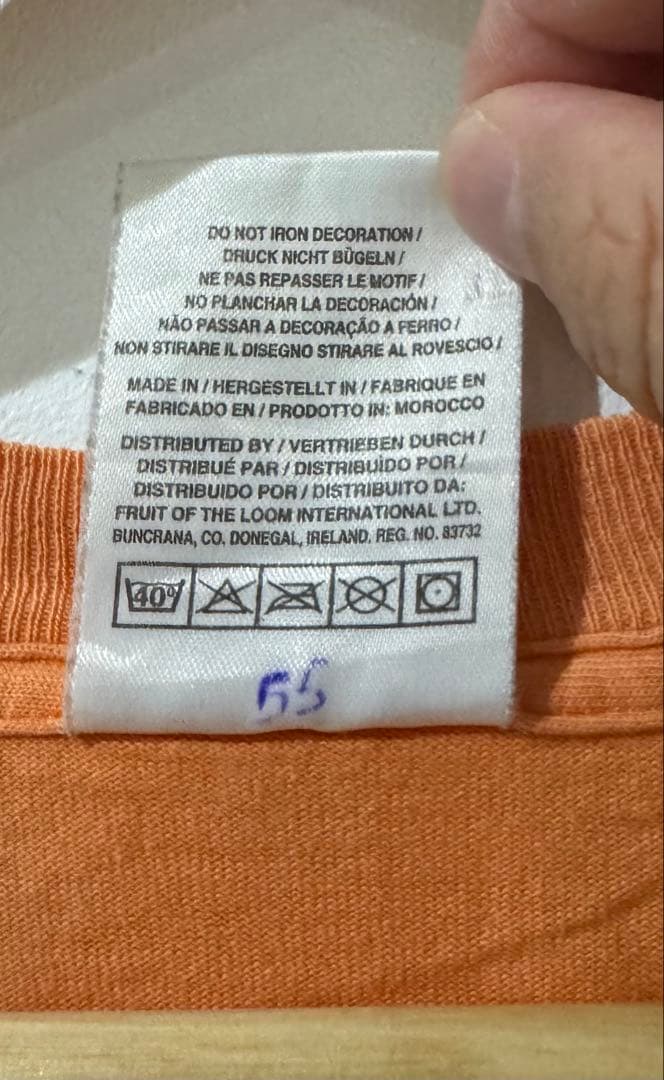 DO NOT IRON DECORATION /
DRUCK NICHT BÜGELN /
NE PAS REPASSER LE MOTIF /
NO PLANCHAR LA DECORACIÓN /
NÃO PASSAR A DECORAÇÃO A FERRO /
NON STIRARE IL DISEGNO STIRARE AL ROVESCIO /
MADE IN / HERGESTELLT IN / FABRIQUE EN
FABRICADO EN / PRODOTTO IN: MOROCCO
DISTRIBUTED BY / VERTRIEBEN DURCH /
DISTRIBUÉ PAR / DISTRIBUÌDO POR /
DISTRIBUIDO POR / DISTRIBUITO DA:
FRUIT OF THE LOOM INTERNATIONAL LTD.
BUNCRANA, CO. DONEGAL, IRELAND. REG. NO. 83732
40°
55